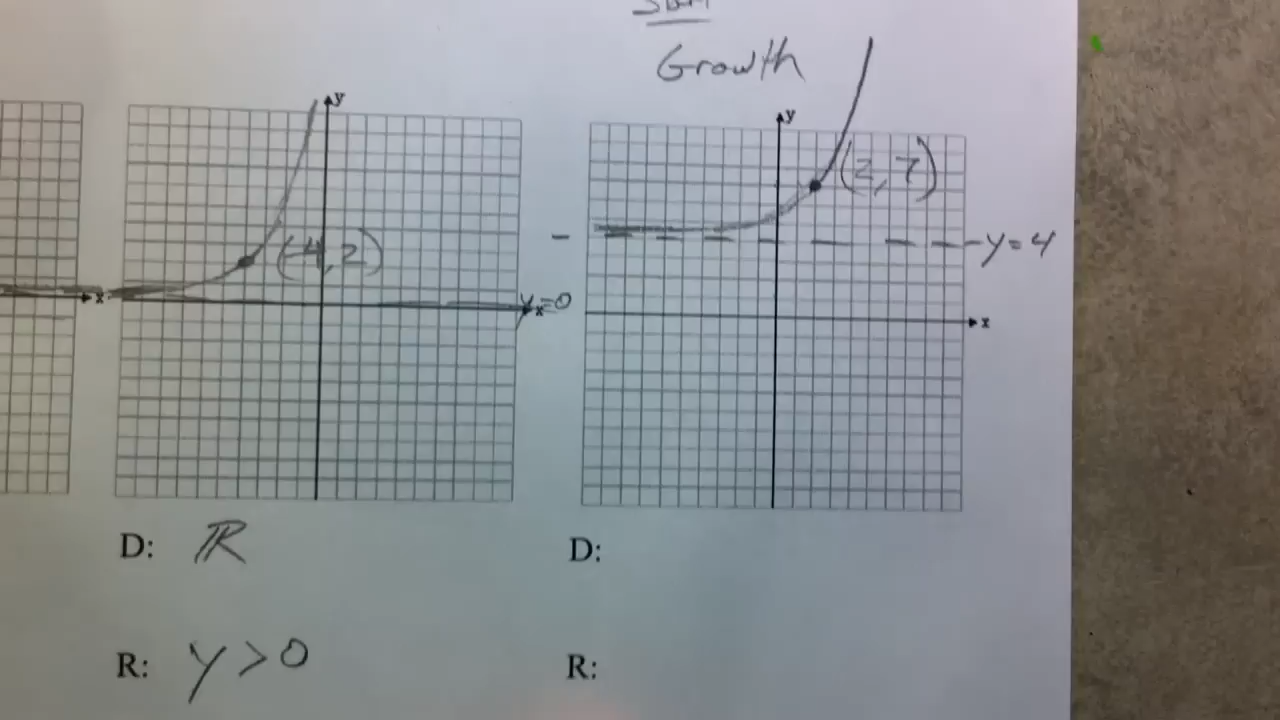 Growth
y
y
(2, 7)
(-4, 2)
y = 4
x
y = 0
x
x
D: ℝ
D:
R: y > 0
R: